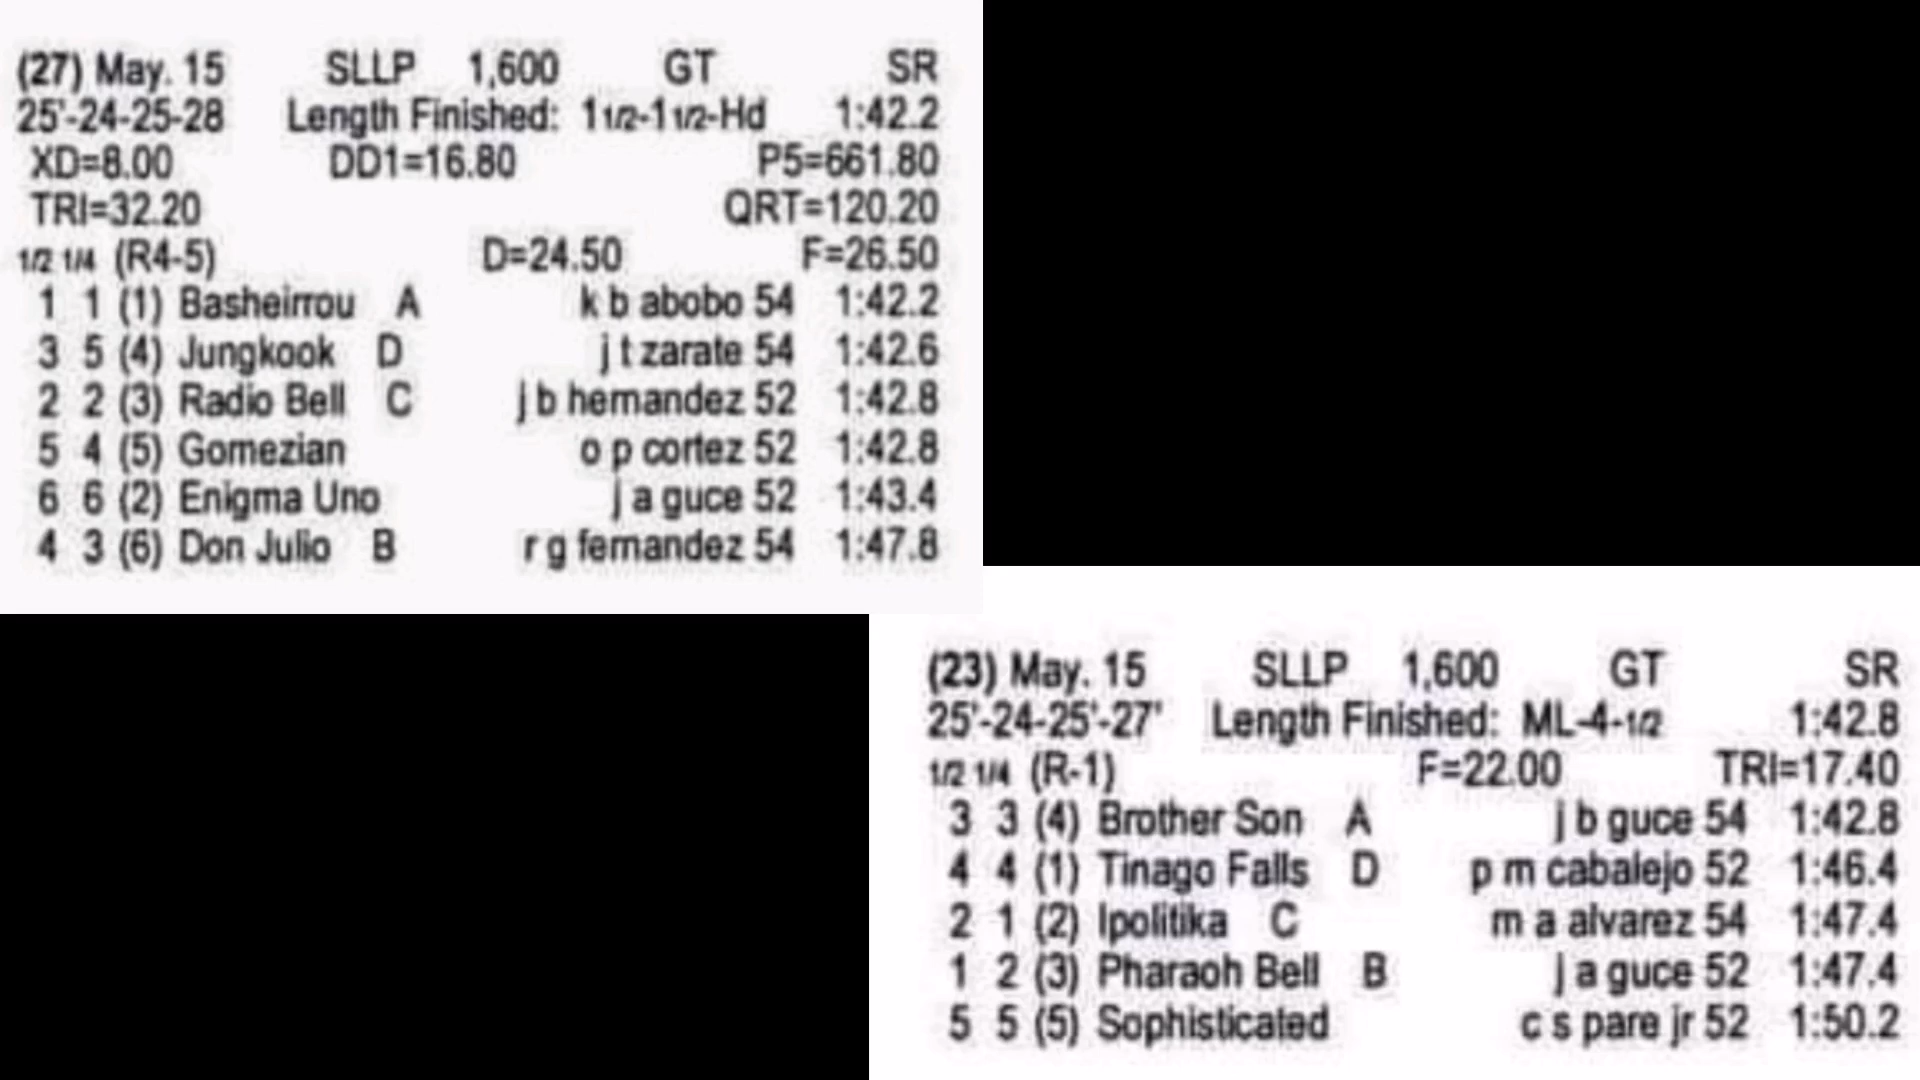 (27) May. 15 SLLP 1,600 GT SR
25'-24-25-28 Length Finished: 1 1/2-1 1/2-Hd 1:42.2
XD=8.00 DD1=16.80 P5=661.80
TRI=32.20 QRT=120.20
1/2 1/4 (R4-5) D=24.50 F=26.50
1 1 (1) Basheirrou A k b abobo 54 1:42.2
3 5 (4) Jungkook D j t zarate 54 1:42.6
2 2 (3) Radio Bell C j b hernandez 52 1:42.8
5 4 (5) Gomezian o p cortez 52 1:42.8
6 6 (2) Enigma Uno j a guce 52 1:43.4
4 3 (6) Don Julio B r g fernandez 54 1:47.8
(23) May. 15 SLLP 1,600 GT SR
25'-24-25'-27' Length Finished: ML-4-1/2 1:42.8
1/2 1/4 (R-1) F=22.00 TRI=17.40
3 3 (4) Brother Son A j b guce 54 1:42.8
4 4 (1) Tinago Falls D p m cabalejo 52 1:46.4
2 1 (2) Ipolitika C m a alvarez 54 1:47.4
1 2 (3) Pharaoh Bell B j a guce 52 1:47.4
5 5 (5) Sophisticated c s pare jr 52 1:50.2